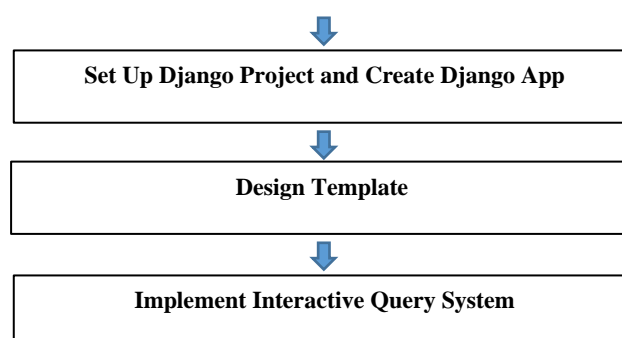 Set Up Django Project and Create Django App
Design Template
Implement Interactive Query System